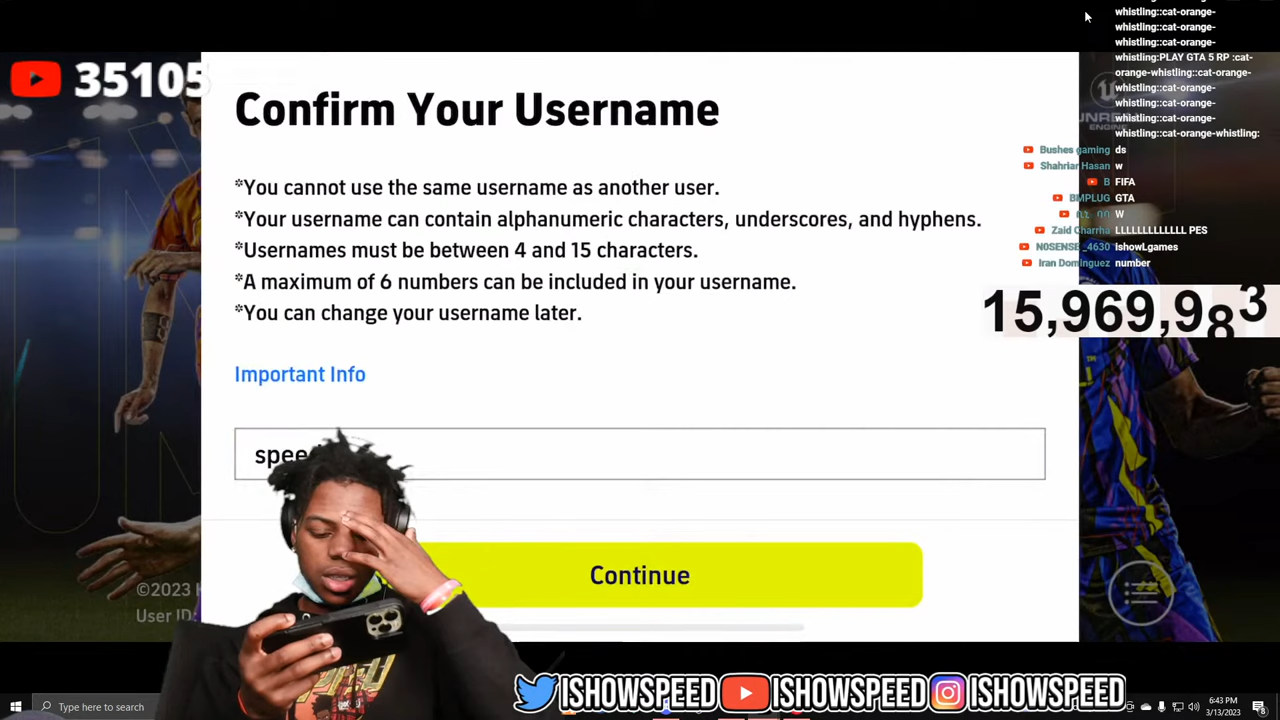 whistling::cat-orange-
whistling::cat-orange-
whistling::cat-orange-
whistling:PLAY GTA 5 RP :cat-
orange-whistling::cat-orange-
whistling::cat-orange-
whistling::cat-orange-
whistling::cat-orange-
whistling::cat-orange-whistling:
35105
Confirm Your Username
*You cannot use the same username as another user.
*Your username can contain alphanumeric characters, underscores, and hyphens.
*Usernames must be between 4 and 15 characters.
*A maximum of 6 numbers can be included in your username.
*You can change your username later.
Important Info
Continue
Bushes gaming ds
Shahriar Hasan w
B FIFA
BMPLUG GTA
W
Zaid Charrha LLLLLLLLLLLL PES
N0SENSE_4630 IshowLgames
Iran Dominguez number
15,969,983
©2023 K
User ID:
ISHOWSPEED ISHOWSPEED ISHOWSPEED
Type here to search
6:43 PM
3/13/2023